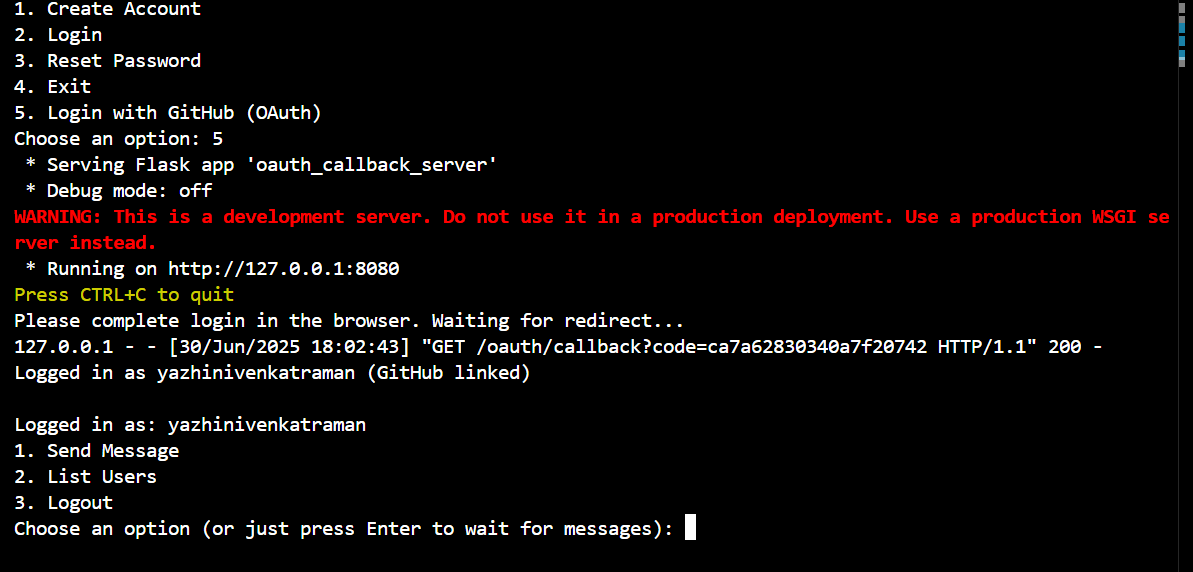 1. Create Account
2. Login
3. Reset Password
4. Exit
5. Login with GitHub (OAuth)
Choose an option: 5
 * Serving Flask app 'oauth_callback_server'
 * Debug mode: off
WARNING: This is a development server. Do not use it in a production deployment. Use a production WSGI se
rver instead.
 * Running on http://127.0.0.1:8080
Press CTRL+C to quit
Please complete login in the browser. Waiting for redirect...
127.0.0.1 - - [30/Jun/2025 18:02:43] "GET /oauth/callback?code=ca7a62830340a7f20742 HTTP/1.1" 200 -
Logged in as yazhinivenkatraman (GitHub linked)
Logged in as: yazhinivenkatraman
1. Send Message
2. List Users
3. Logout
Choose an option (or just press Enter to wait for messages):